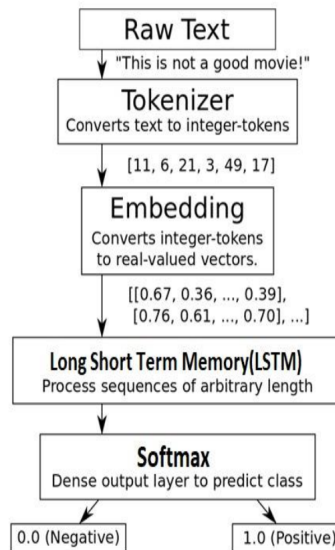 Raw Text
"This is not a good movie!"
Tokenizer
Converts text to integer-tokens
[11, 6, 21, 3, 49, 17]
Embedding
Converts integer-tokens
to real-valued vectors.
[[0.67, 0.36, ..., 0.39],
[0.76, 0.61, ..., 0.70], ...]
Long Short Term Memory(LSTM)
Process sequences of arbitrary length
Softmax
Dense output layer to predict class
0.0 (Negative)
1.0 (Positive)